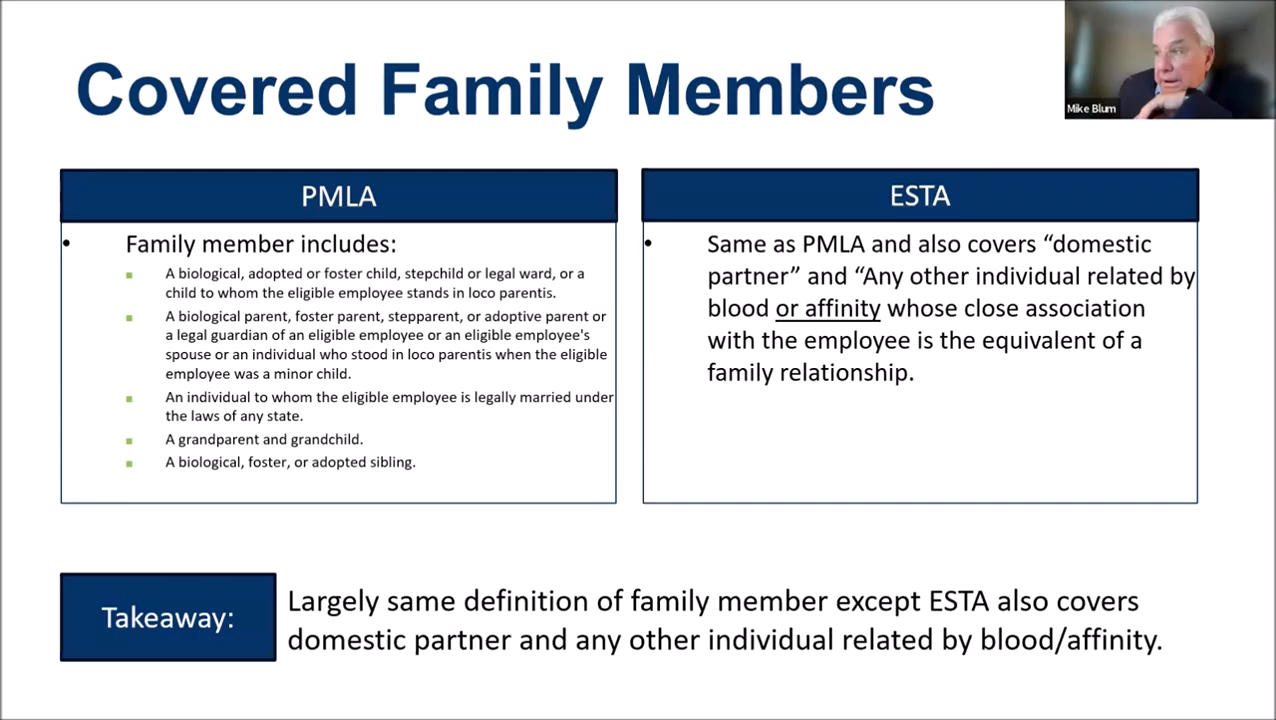 Covered Family Members
Mike Blum
PMLA
• Family member includes:
▪ A biological, adopted or foster child, stepchild or legal ward, or a
child to whom the eligible employee stands in loco parentis.
▪ A biological parent, foster parent, stepparent, or adoptive parent or
a legal guardian of an eligible employee or an eligible employee's
spouse or an individual who stood in loco parentis when the eligible
employee was a minor child.
▪ An individual to whom the eligible employee is legally married under
the laws of any state.
▪ A grandparent and grandchild.
▪ A biological, foster, or adopted sibling.
ESTA
• Same as PMLA and also covers “domestic
partner” and “Any other individual related by
blood or affinity whose close association
with the employee is the equivalent of a
family relationship.
Takeaway:
Largely same definition of family member except ESTA also covers
domestic partner and any other individual related by blood/affinity.